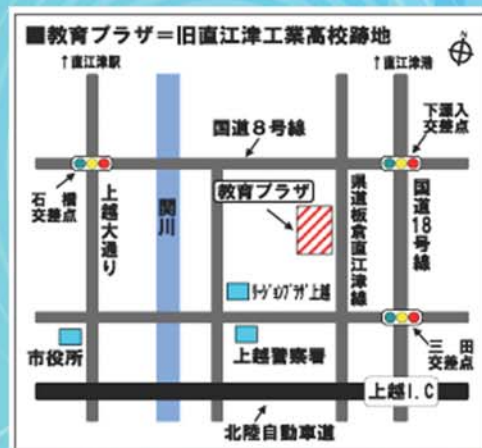 ■教育プラザ＝旧直江津工業高校跡地
N
↑直江津駅
↑直江津港
国道8号線
下源入
交差点
石橋
交差点
上越大通り
関川
教育プラザ
県道板倉直江津線
国道18号線
リージョンプラザ上越
市役所
上越警察署
三田
交差点
上越I.C
北陸自動車道